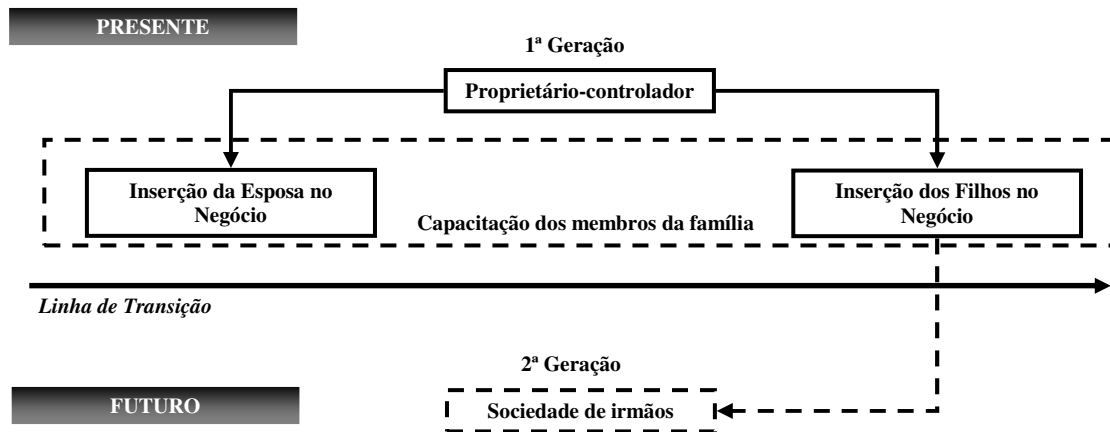 PRESENTE
1ª Geração
Proprietário-controlador
Inserção da Esposa no
Negócio
Inserção dos Filhos no
Negócio
Capacitação dos membros da família
Linha de Transição
2ª Geração
FUTURO
Sociedade de irmãos